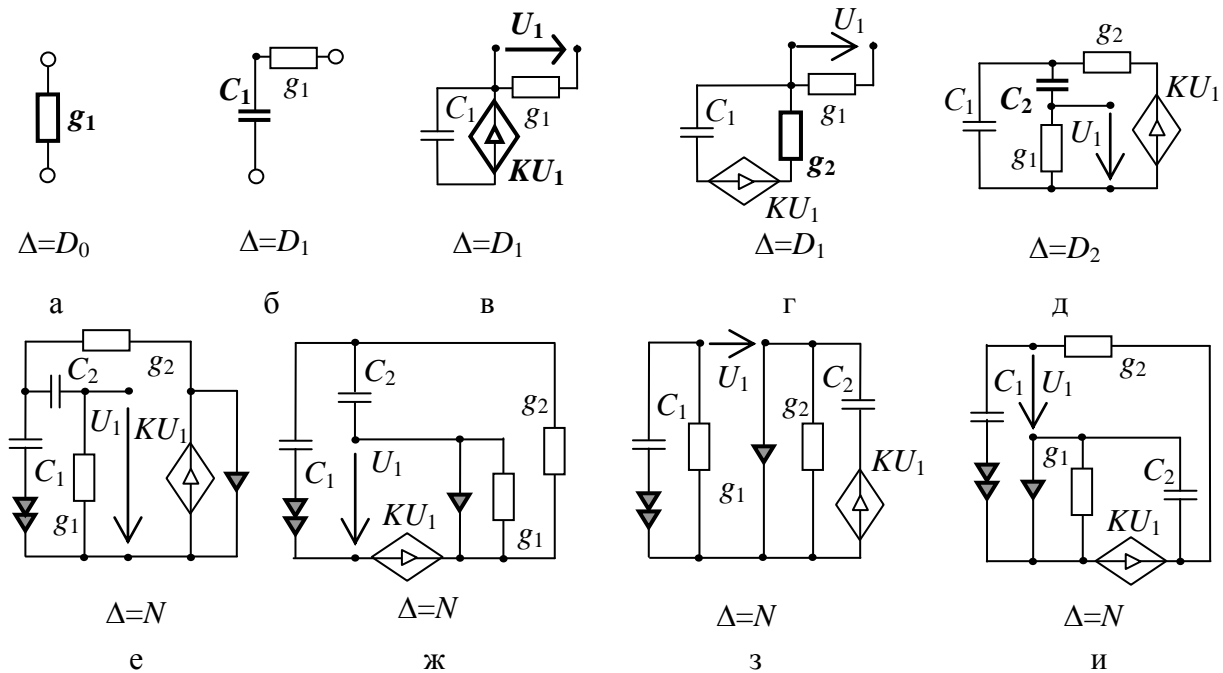 g₁
Δ=D₀
а
C₁
g₁
Δ=D₁
б
U₁
C₁
g₁
KU₁
Δ=D₁
в
U₁
C₁
g₁
g₂
KU₁
Δ=D₁
г
g₂
C₁
C₂
KU₁
U₁
g₁
Δ=D₂
д
g₂
C₂
U₁
KU₁
C₁
g₁
Δ=N
е
C₂
g₂
C₁
U₁
KU₁
g₁
Δ=N
ж
U₁
C₂
C₁
g₂
KU₁
g₁
Δ=N
з
C₁
U₁
g₂
g₁
C₂
KU₁
Δ=N
и